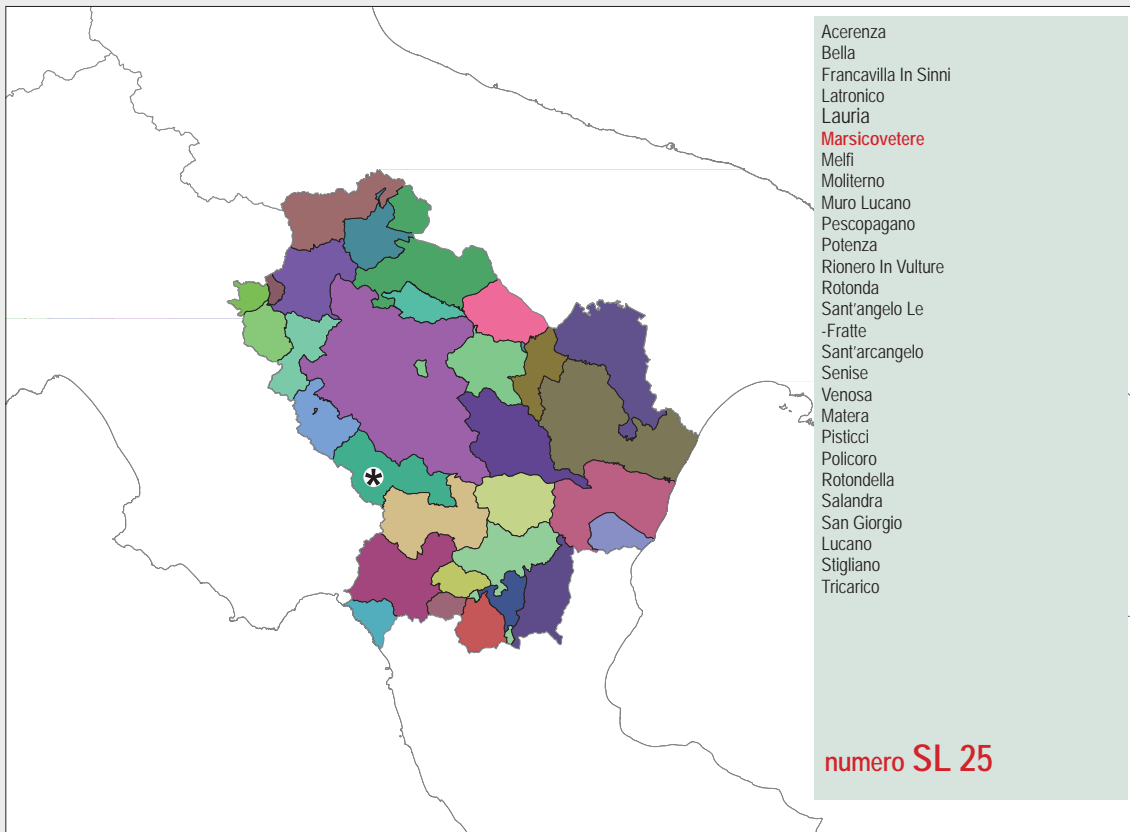 Acerenza
Bella
Francavilla In Sinni
Latronico
Lauria
Marsicovetere
Melfi
Moliterno
Muro Lucano
Pescopagano
Potenza
Rionero In Vulture
Rotonda
Sant'angelo Le
-Fratte
Sant'arcangelo
Senise
Venosa
Matera
Pisticci
Policoro
Rotondella
Salandra
San Giorgio
Lucano
Stigliano
Tricarico
numero SL 25
*